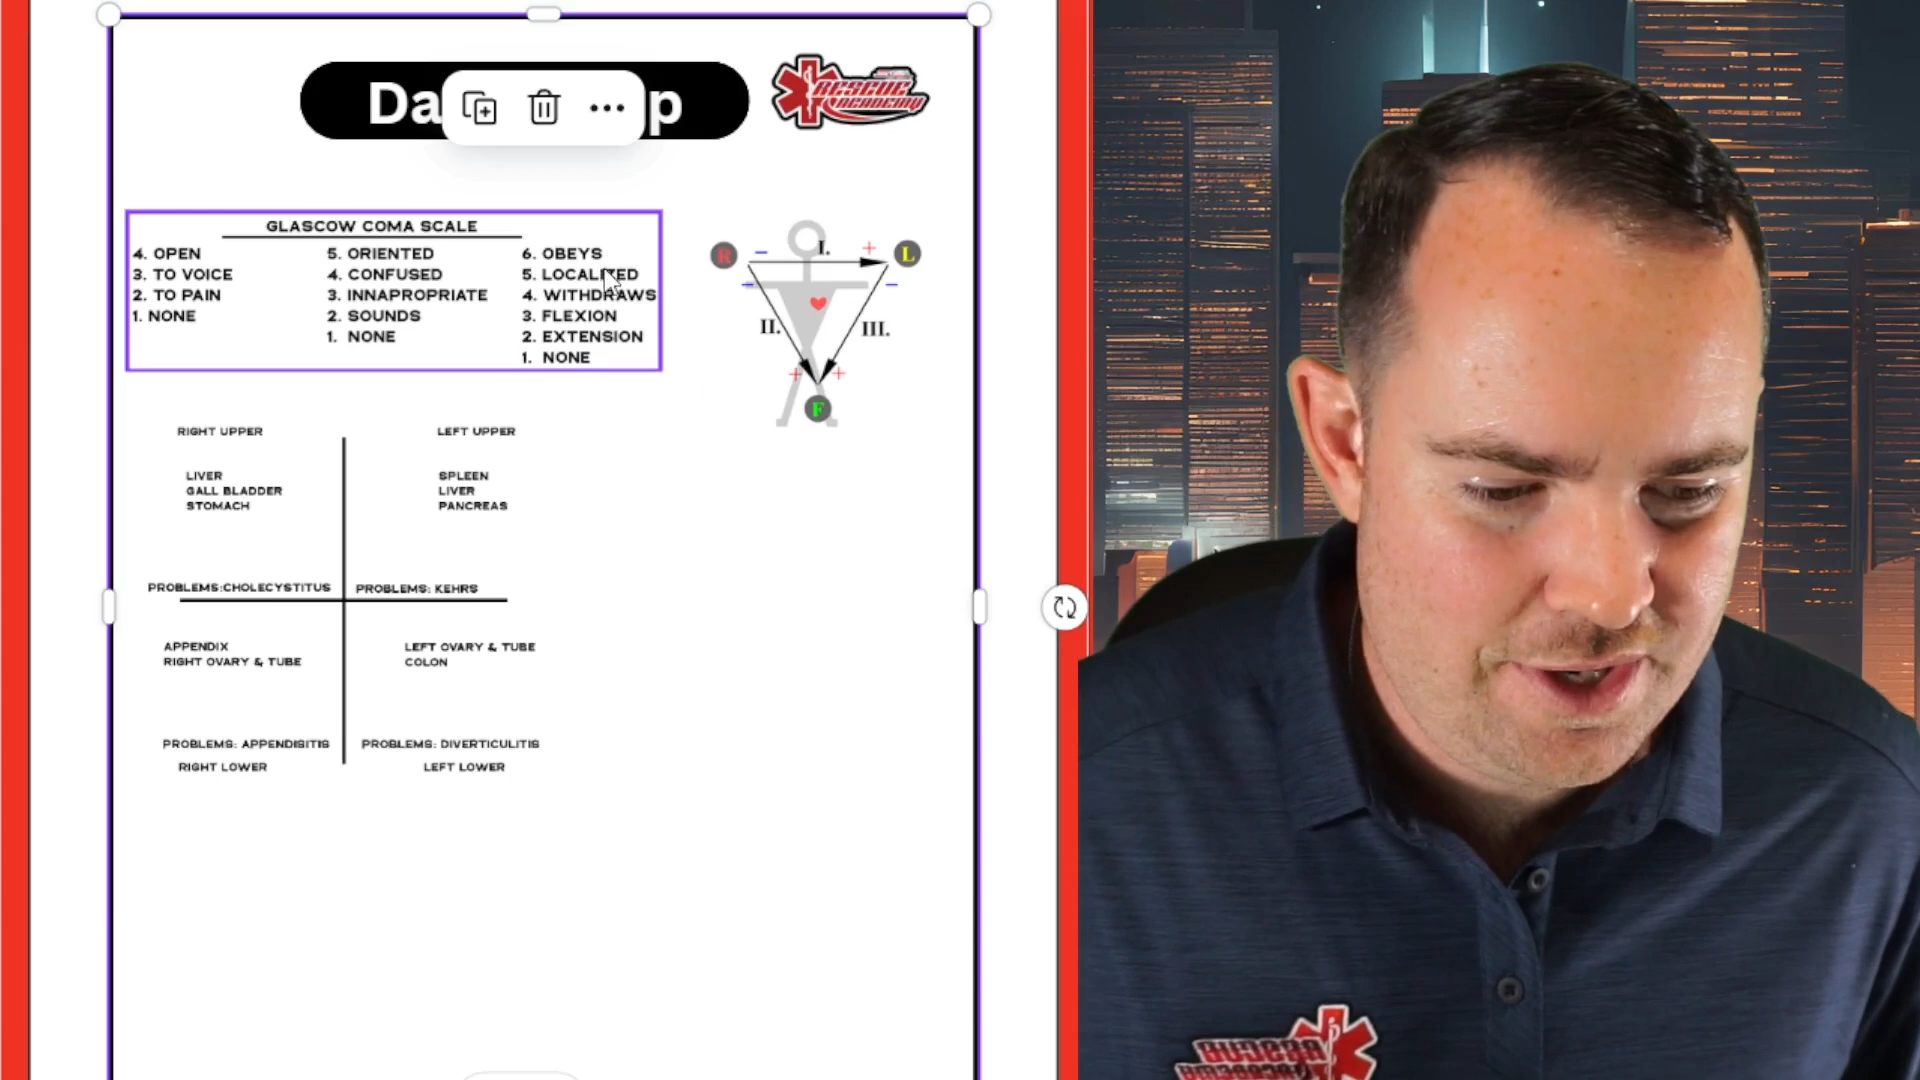 RESCUE
ACADEMY
GLASCOW COMA SCALE
4. OPEN
3. TO VOICE
2. TO PAIN
1. NONE
5. ORIENTED
4. CONFUSED
3. INNAPROPRIATE
2. SOUNDS
1. NONE
6. OBEYS
5. LOCALIZED
4. WITHDRAWS
3. FLEXION
2. EXTENSION
1. NONE
R
L
F
I.
II.
III.
RIGHT UPPER
LIVER
GALL BLADDER
STOMACH
PROBLEMS:CHOLECYSTITUS
LEFT UPPER
SPLEEN
LIVER
PANCREAS
PROBLEMS: KEHRS
APPENDIX
RIGHT OVARY & TUBE
PROBLEMS: APPENDISITIS
RIGHT LOWER
LEFT OVARY & TUBE
COLON
PROBLEMS: DIVERTICULITIS
LEFT LOWER